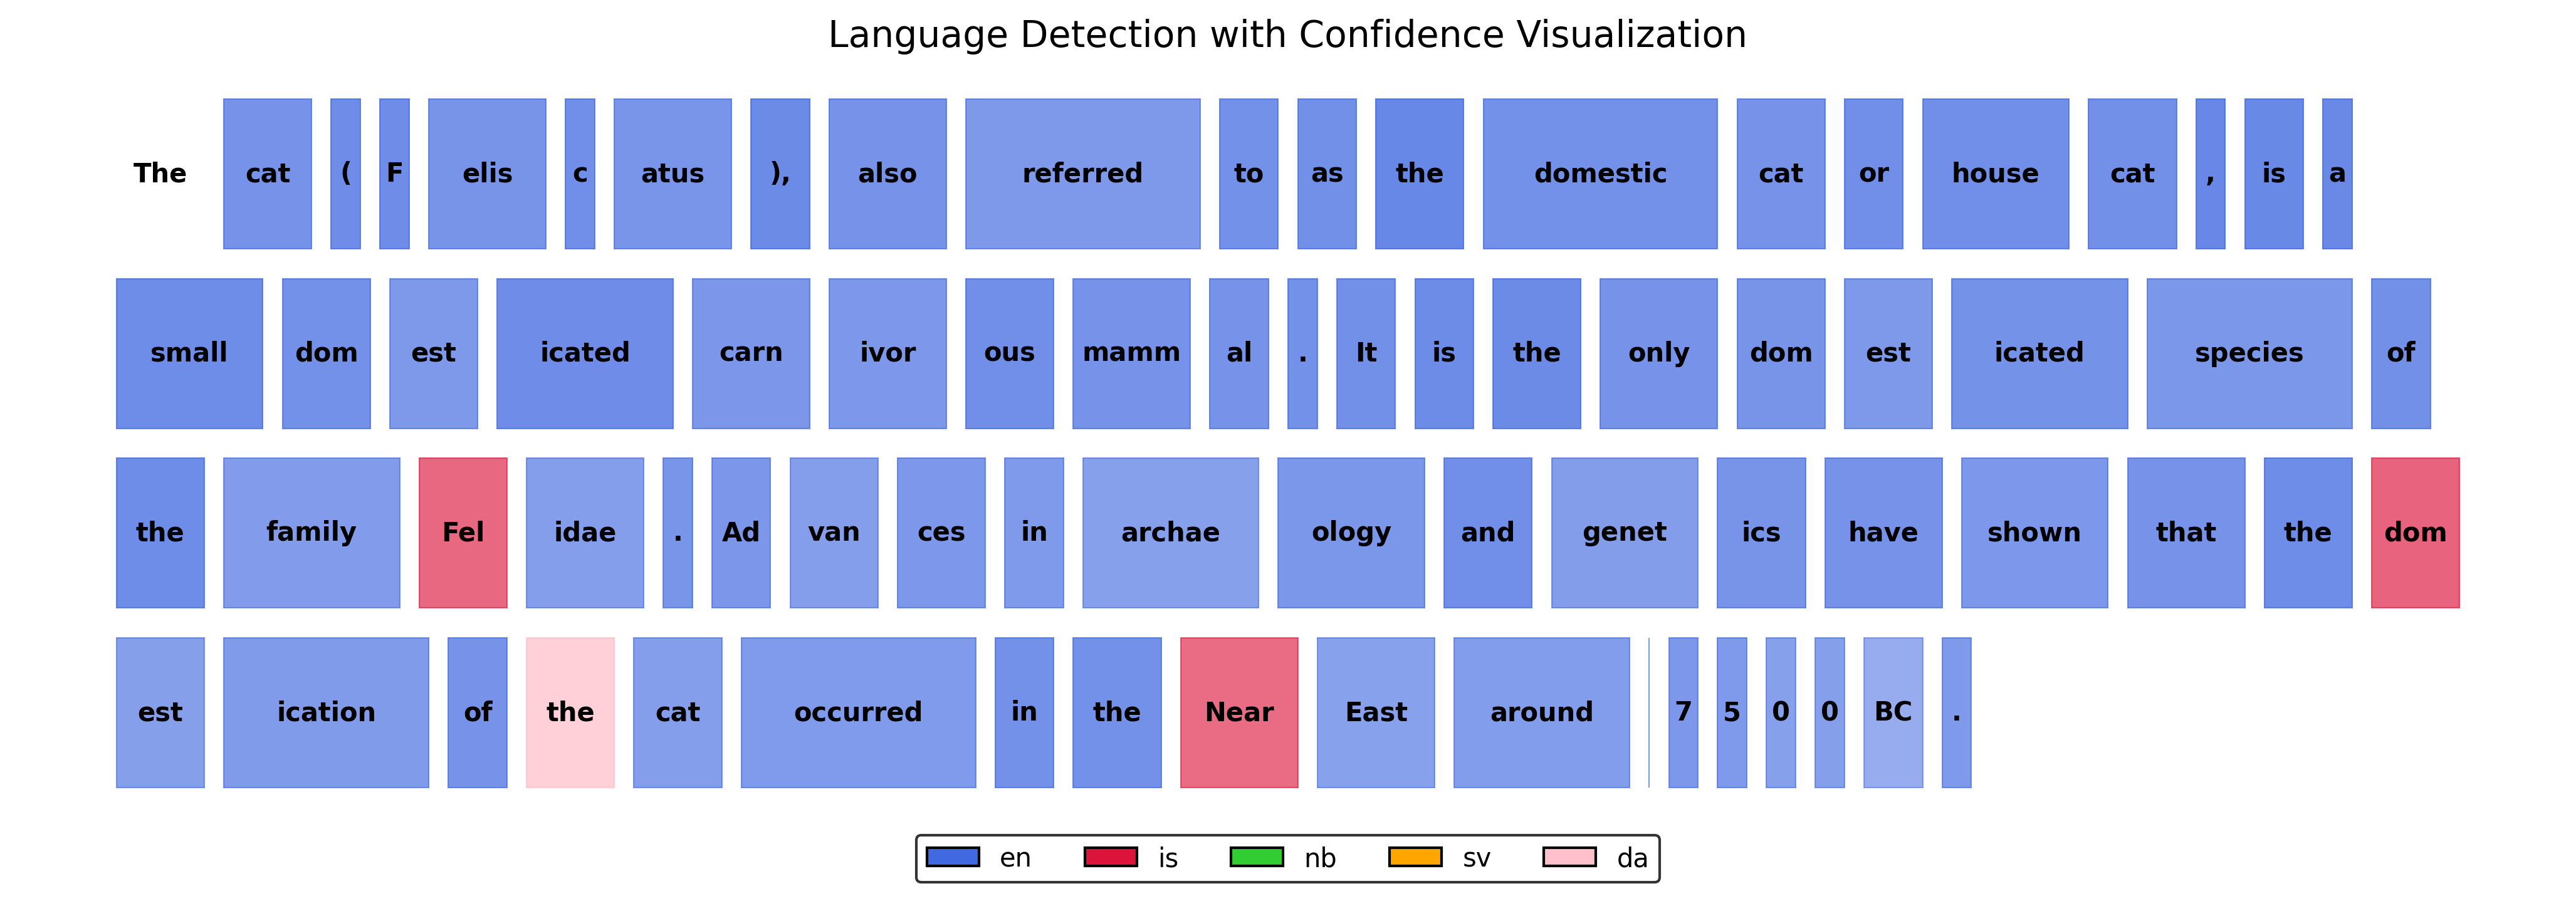 Language Detection with Confidence Visualization
The cat ( F elis c atus ), also referred to as the domestic cat or house cat , is a
small dom est icated carn ivor ous mamm al . It is the only dom est icated species of
the family Fel idae . Ad van ces in archae ology and genet ics have shown that the dom
est ication of the cat occurred in the Near East around 7 5 0 0 BC .
en is nb sv da